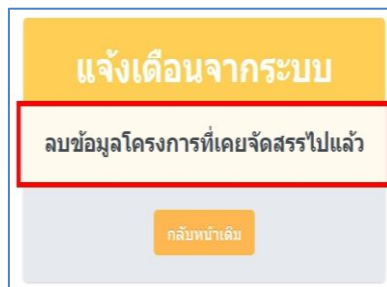 แจ้งเตือนจากระบบ
ลบข้อมูลโครงการที่เคยจัดสรรไปแล้ว
กลับหน้าเดิม